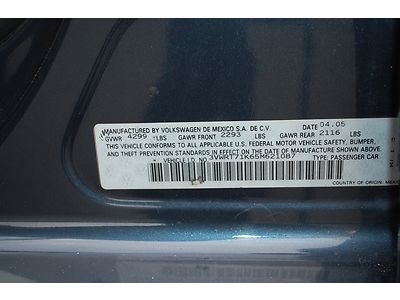 MANUFACTURED BY VOLKSWAGEN DE MEXICO S.A. DE C.V. DATE 04.05
GVWR 4299 LBS GAWR FRONT 2293 LBS GAWR REAR 2116 LBS
THIS VEHICLE CONFORMS TO ALL APPLICABLE U.S. FEDERAL MOTOR VEHICLE SAFETY, BUMPER,
AND THEFT PREVENTION STANDARDS IN EFFECT ON THE DATE OF MANUFACTURE SHOWN ABOVE.
VEHICLE I.D. NO. 3VWRT71K65M621087 TYPE: PASSENGER CAR
COUNTRY OF ORIGIN